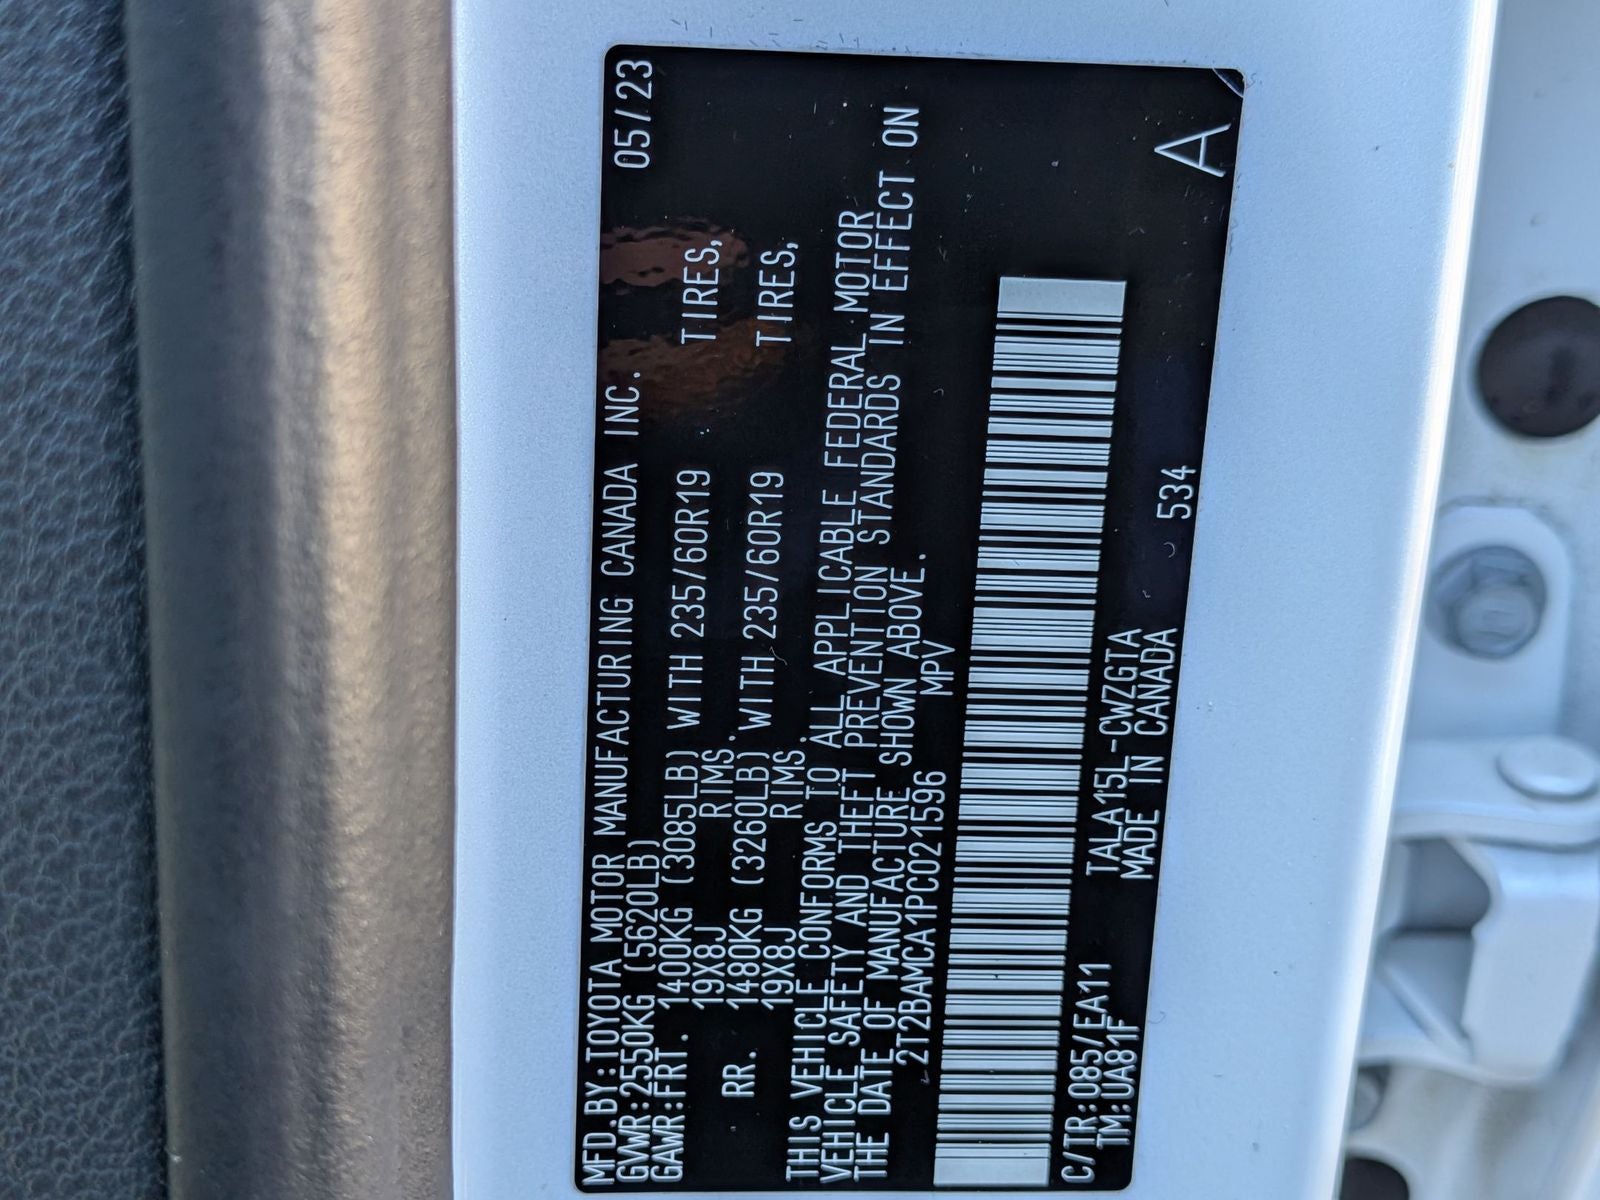 MFD.BY:TOYOTA MOTOR MANUFACTURING CANADA INC. 05/23
GVWR:2550KG (5620LB)
GAWR:FRT. 1400KG (3085LB) WITH 235/60R19 TIRES,
19X8J RIMS.
RR. 1480KG (3260LB) WITH 235/60R19 TIRES,
19X8J RIMS.
THIS VEHICLE CONFORMS TO ALL APPLICABLE FEDERAL MOTOR
VEHICLE SAFETY AND THEFT PREVENTION STANDARDS IN EFFECT ON
THE DATE OF MANUFACTURE SHOWN ABOVE.
2T2BAMCA1PC021596 MPV
C/TR:085/EA11 TALA15L-CWZGTA A
TM:UA81F MADE IN CANADA 534